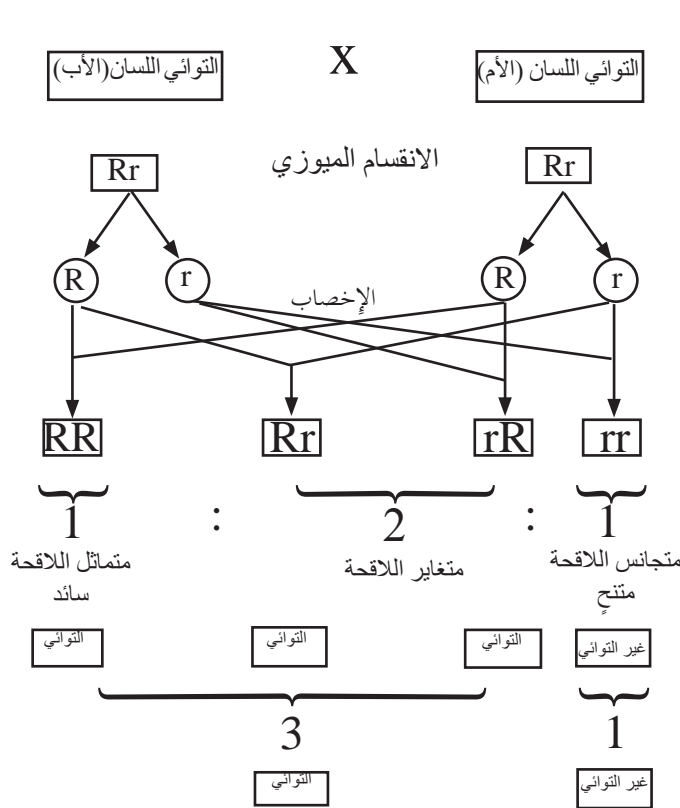 التوائي اللسان (الأم) X التوائي اللسان(الأب)
Rr الانقسام الميوزي Rr
R r R r
الإخصاب
RR Rr rR rr
1 : 2 : 1
متجانس اللاقحة متنحٍ
متغاير اللاقحة
متماثل اللاقحة سائد
غير التوائي التوائي التوائي التوائي
3 1
التوائي غير التوائي